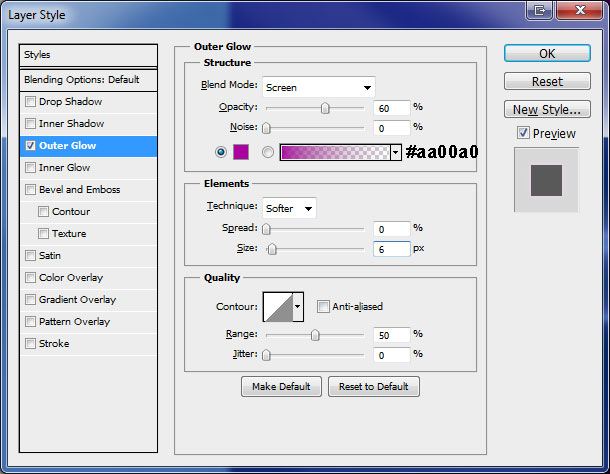 Layer Style
Styles
Blending Options: Default
Drop Shadow
Inner Shadow
Outer Glow
Inner Glow
Bevel and Emboss
Contour
Texture
Satin
Color Overlay
Gradient Overlay
Pattern Overlay
Stroke
Outer Glow
Structure
Blend Mode: Screen
Opacity: 60 %
Noise: 0 %
#aa00a0
Elements
Technique: Softer
Spread: 0 %
Size: 6 px
Quality
Contour: Anti-aliased
Range: 50 %
Jitter: 0 %
Make Default Reset to Default
OK
Reset
New Style...
Preview